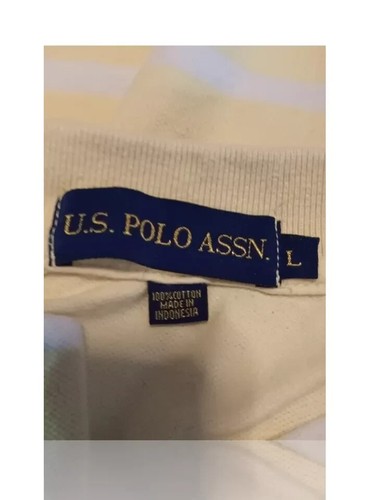 U.S. POLO ASSN.
L
100% COTTON
MADE IN
INDONESIA